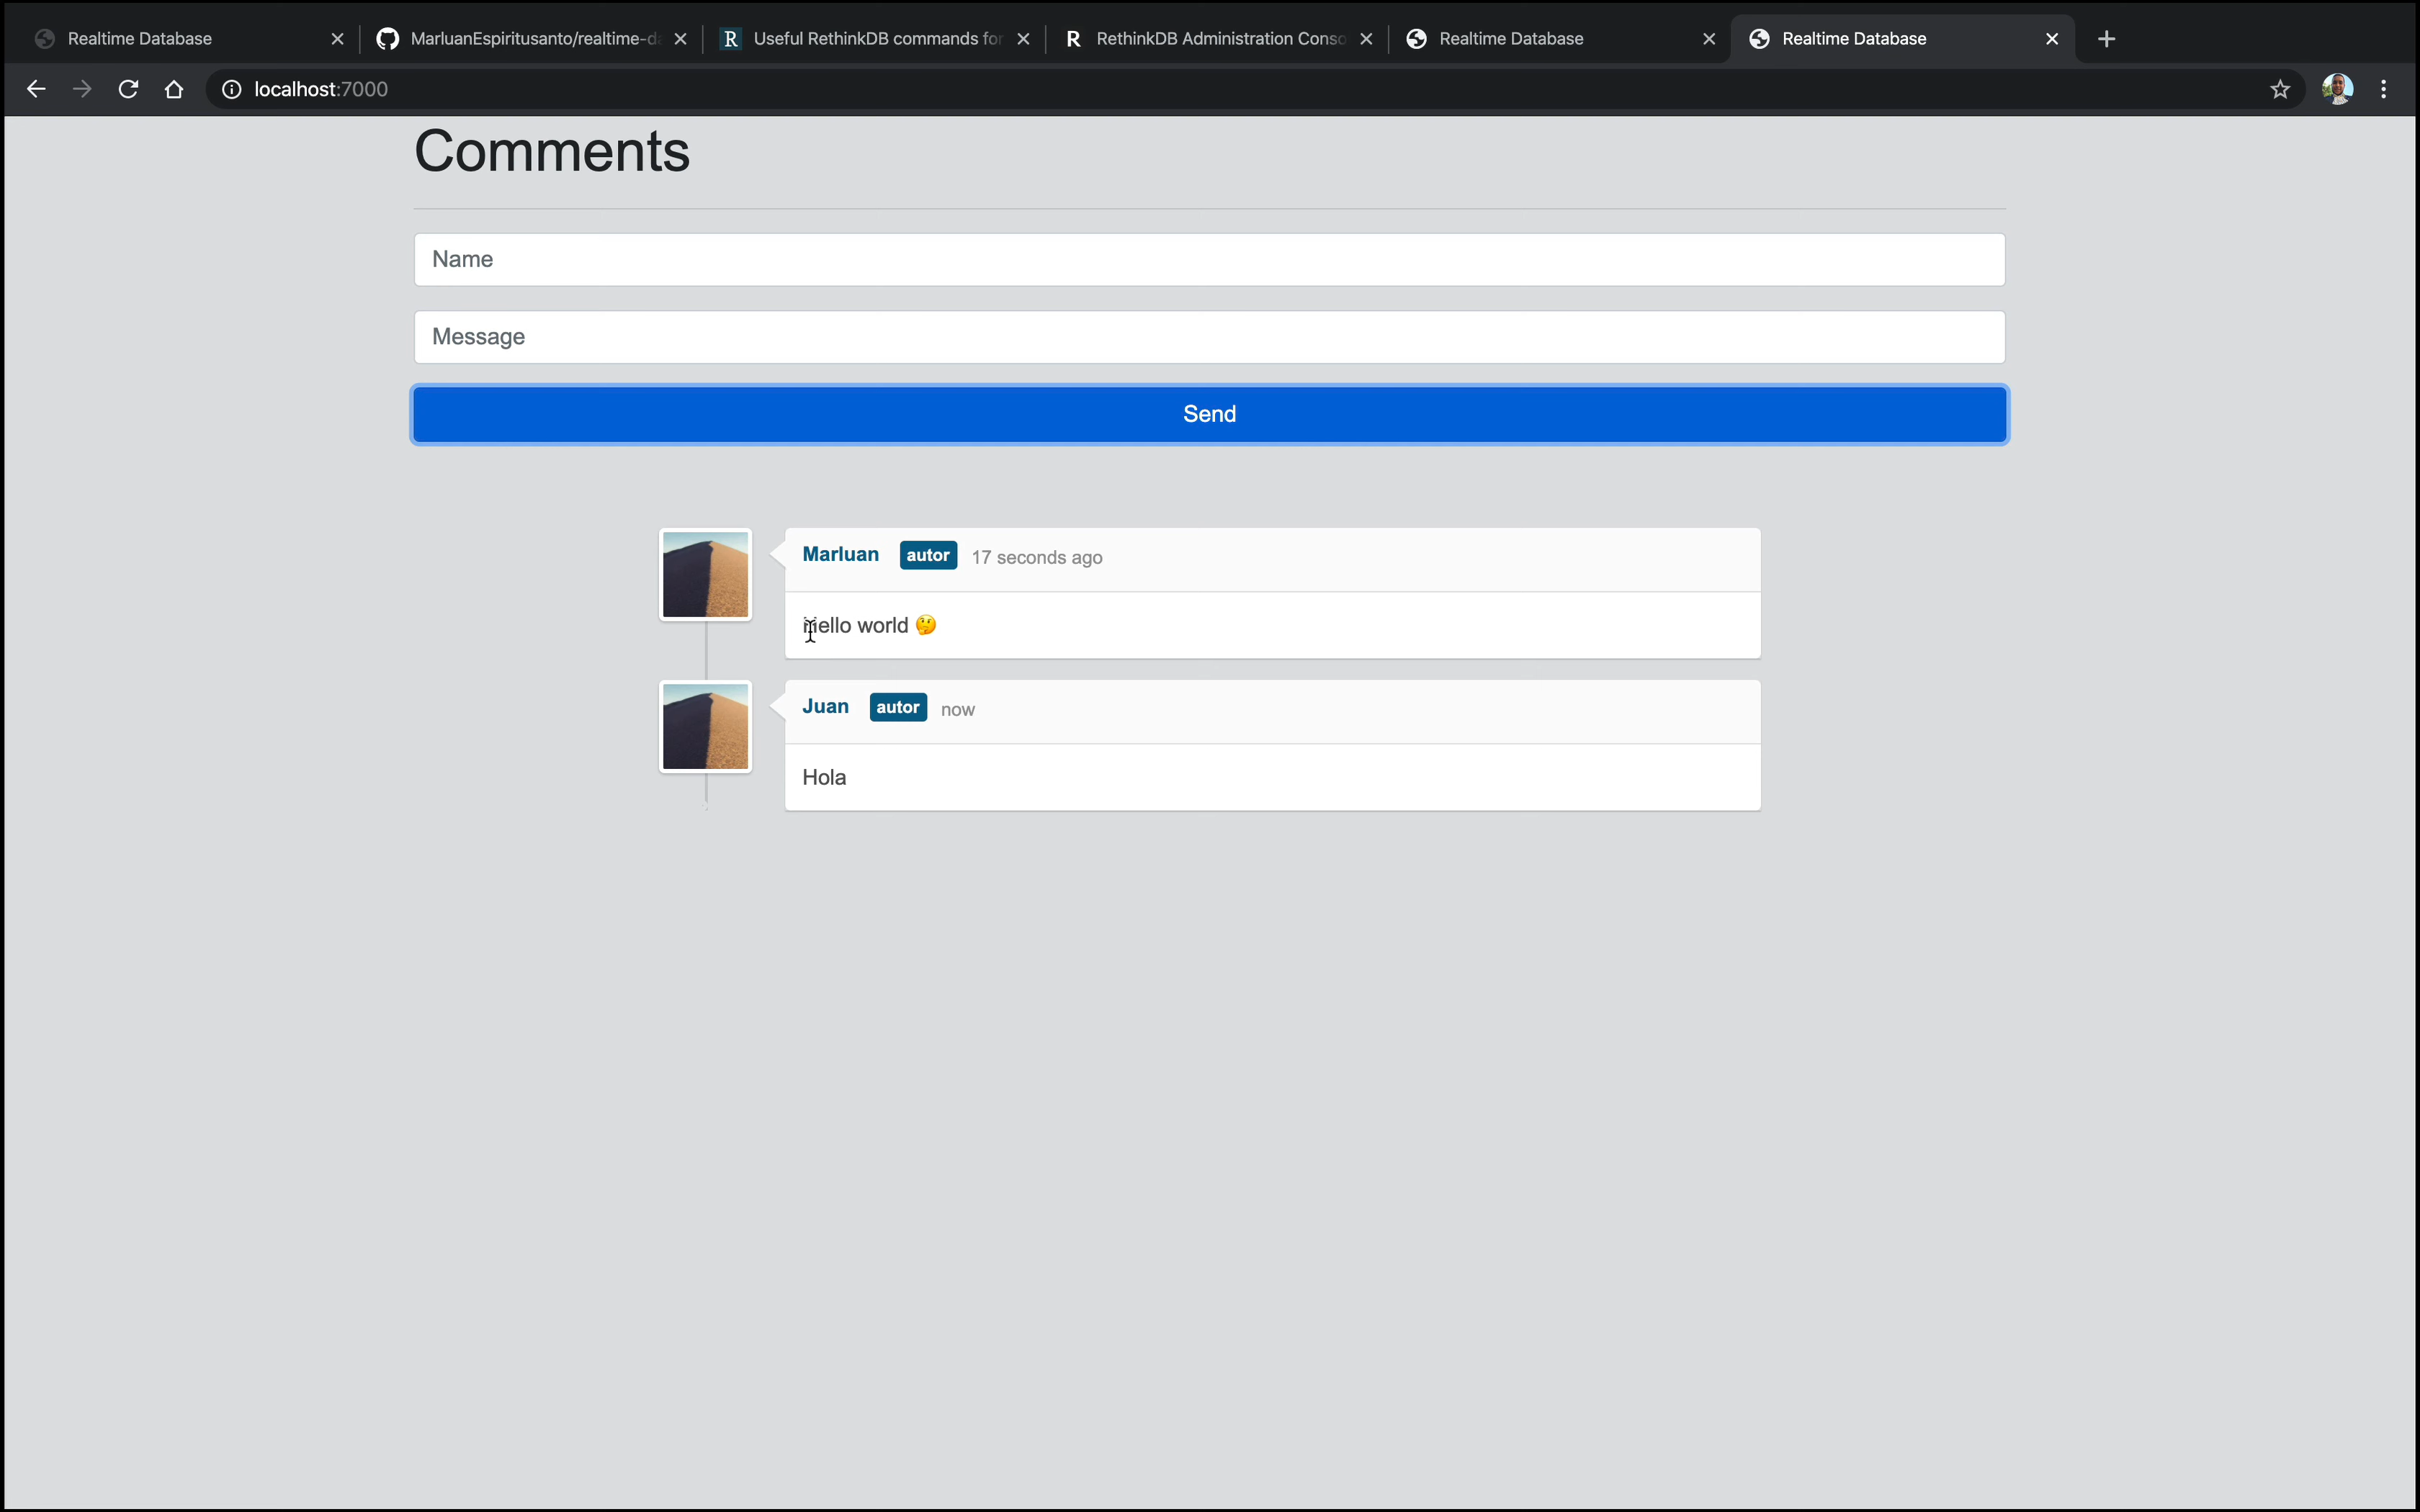 Realtime Database
MarluanEspiritusanto/realtime-da
Useful RethinkDB commands for
RethinkDB Administration Conso
Realtime Database
Realtime Database
localhost:7000
Comments
Name
Message
Send
Marluan autor 17 seconds ago
Hello world 🤔
Juan autor now
Hola